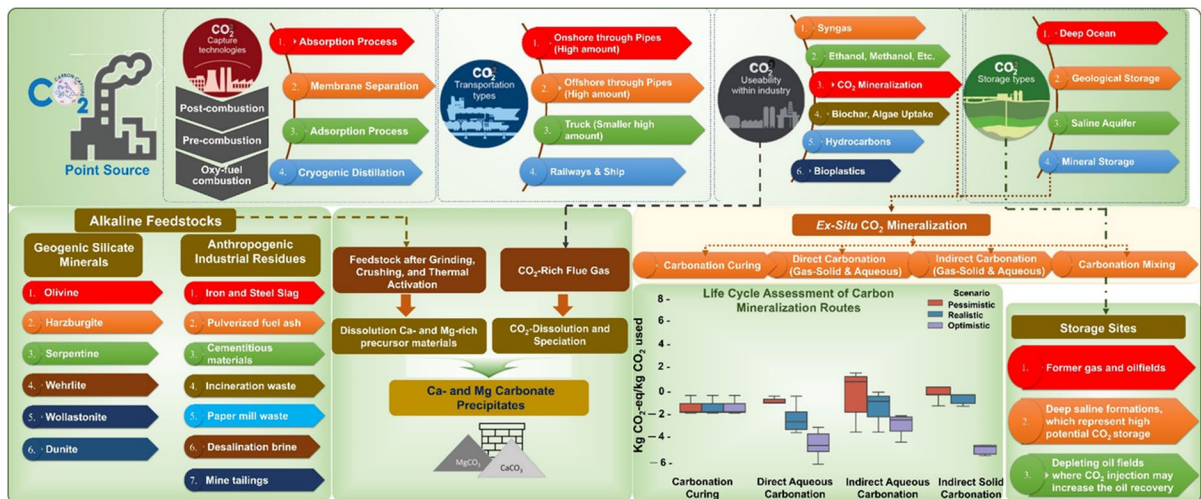 CO2
CARBON CAPTURE
Point Source
CO2
Capture
technologies
Post-combustion
Pre-combustion
Oxy-fuel
combustion
1. Absorption Process
2. Membrane Separation
3. Adsorption Process
4. Cryogenic Distillation
CO2
Transportation
types
1. Onshore through Pipes
(High amount)
2. Offshore through Pipes
(High amount)
3. Truck (Smaller high
amount)
4. Railways & Ship
CO2
Useability
within industry
1. Syngas
2. Ethanol, Methanol, Etc.
3. CO2 Mineralization
4. Biochar, Algae Uptake
5. Hydrocarbons
6. Bioplastics
CO2
Storage types
1. Deep Ocean
2. Geological Storage
3. Saline Aquifer
4. Mineral Storage
Alkaline Feedstocks
Geogenic Silicate
Minerals
1. Olivine
2. Harzburgite
3. Serpentine
4. Wehrlite
5. Wollastonite
6. Dunite
Anthropogenic
Industrial Residues
1. Iron and Steel Slag
2. Pulverized fuel ash
3. Cementitious
materials
4. Incineration waste
5. Paper mill waste
6. Desalination brine
7. Mine tailings
Feedstock after Grinding,
Crushing, and Thermal
Activation
Dissolution Ca- and Mg-rich
precursor materials
CO2-Rich Flue Gas
CO2-Dissolution and
Speciation
Ca- and Mg Carbonate
Precipitates
MgCO3
CaCO3
Ex-Situ CO2 Mineralization
Carbonation Curing
Direct Carbonation
(Gas-Solid & Aqueous)
Indirect Carbonation
(Gas-Solid & Aqueous)
Carbonation Mixing
Life Cycle Assessment of Carbon
Mineralization Routes
Scenario
Pessimistic
Realistic
Optimistic
Kg CO2-eq/kg CO2 used
8
6
4
2
0
−2
−4
−6
Carbonation
Curing
Direct Aqueous
Carbonation
Indirect Aqueous
Carbonation
Indirect Solid
Carbonation
Storage Sites
1. Former gas and oilfields
2. Deep saline formations,
which represent high
potential CO2 storage
3. Depleting oil fields
where CO2 injection may
increase the oil recovery